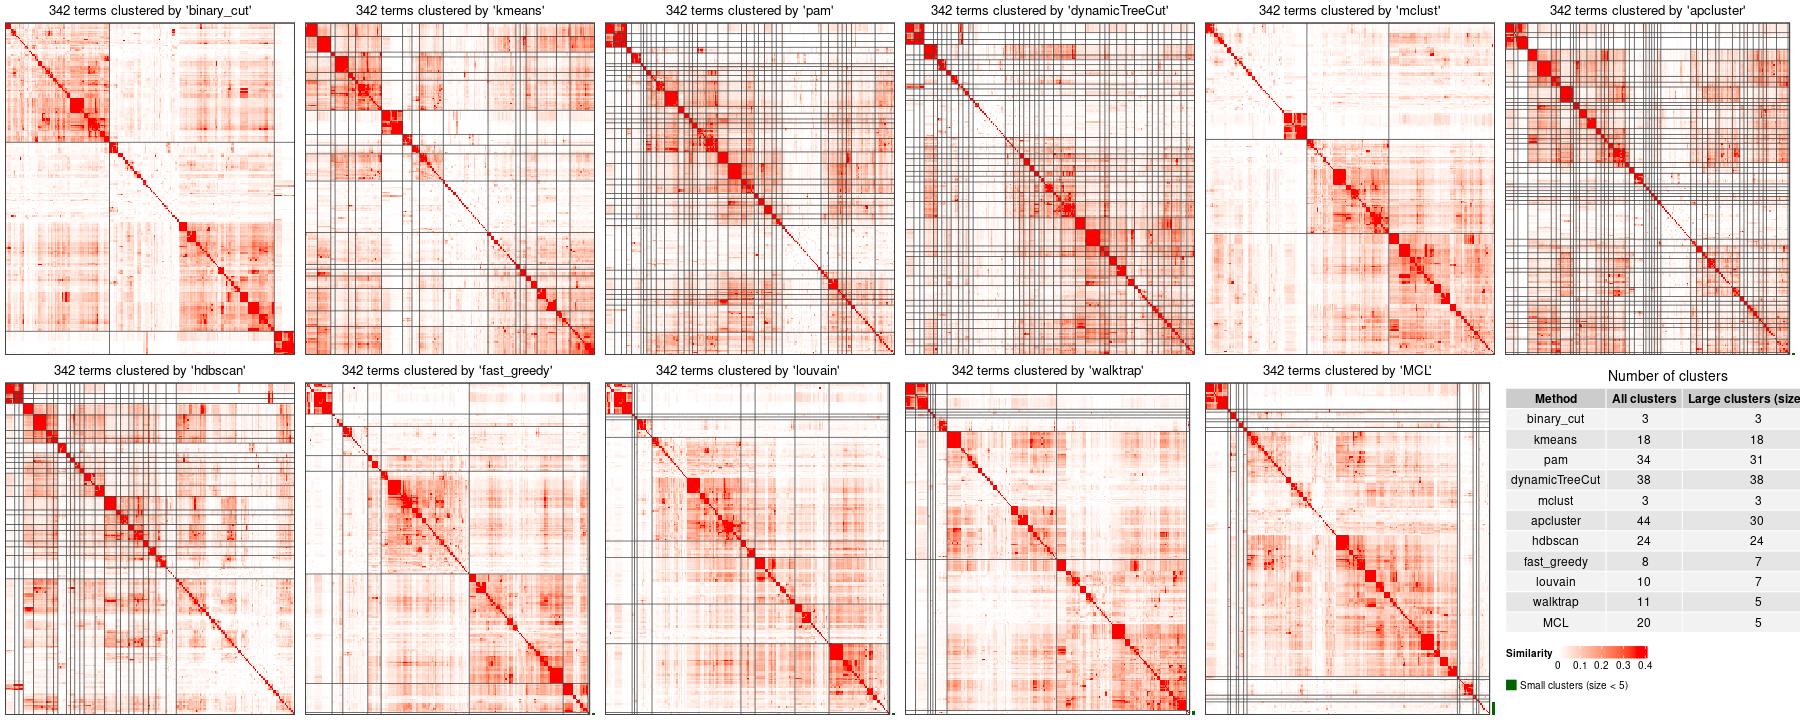 342 terms clustered by 'binary_cut'
342 terms clustered by 'kmeans'
342 terms clustered by 'pam'
342 terms clustered by 'dynamicTreeCut'
342 terms clustered by 'mclust'
342 terms clustered by 'apcluster'
342 terms clustered by 'hdbscan'
342 terms clustered by 'fast_greedy'
342 terms clustered by 'louvain'
342 terms clustered by 'walktrap'
342 terms clustered by 'MCL'
Number of clusters
Method All clusters Large clusters (size
binary_cut 3 3
kmeans 18 18
pam 34 31
dynamicTreeCut 38 38
mclust 3 3
apcluster 44 30
hdbscan 24 24
fast_greedy 8 7
louvain 10 7
walktrap 11 5
MCL 20 5
Similarity
0 0.1 0.2 0.3 0.4
Small clusters (size < 5)